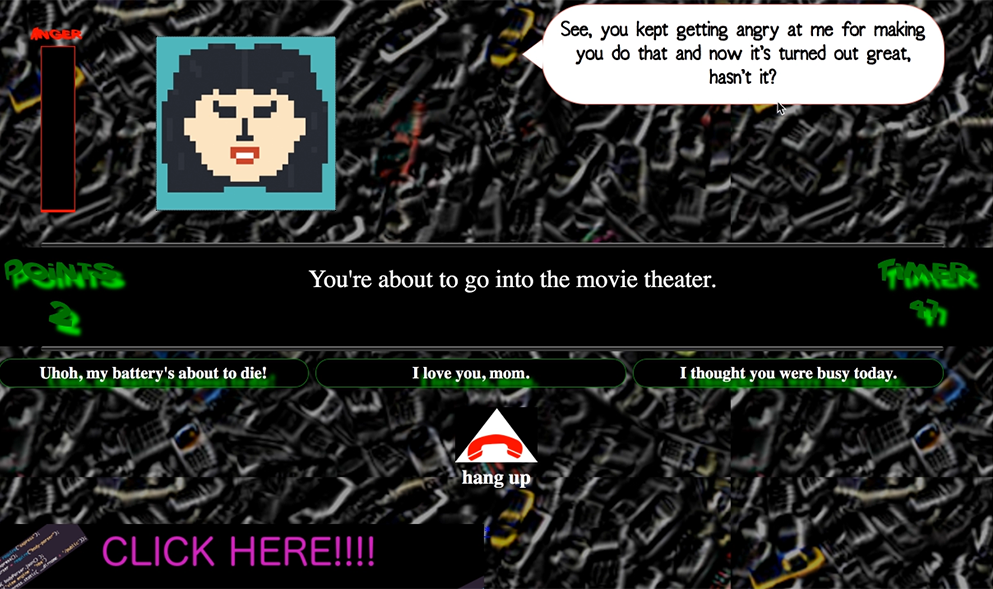 ANGER
See, you kept getting angry at me for making
you do that and now it's turned out great,
hasn't it?
POINTS
2
You're about to go into the movie theater.
TIMER
Uhoh, my battery's about to die!
I love you, mom.
I thought you were busy today.
hang up
CLICK HERE!!!!